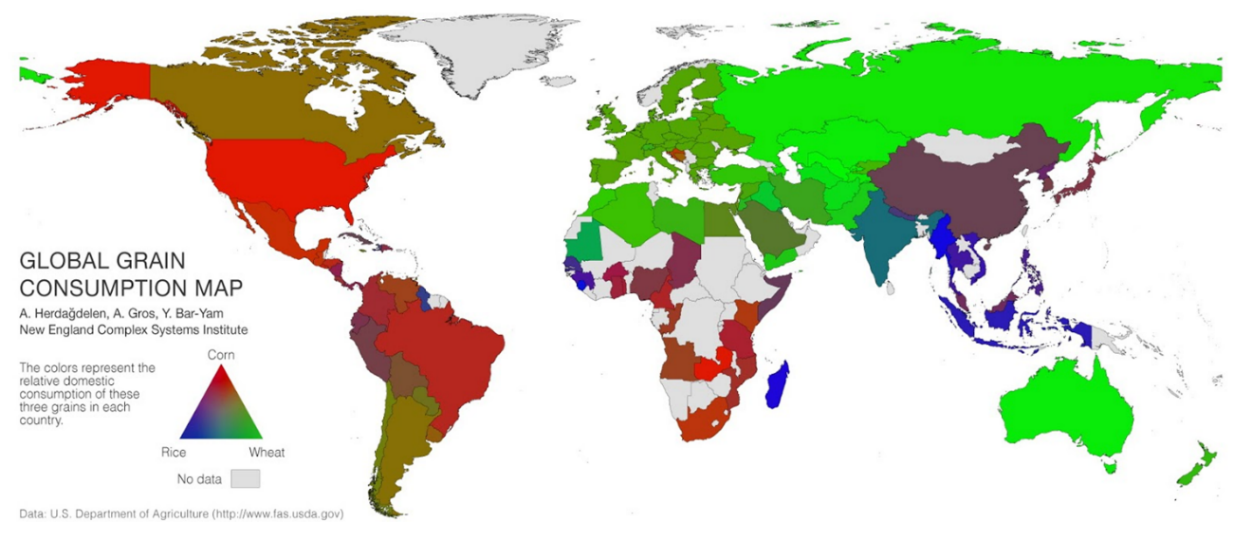 GLOBAL GRAIN
CONSUMPTION MAP
A. Herdağdelen, A. Gros, Y. Bar-Yam
New England Complex Systems Institute
The colors represent the
relative domestic
consumption of these
three grains in each
country.
Corn
Rice
Wheat
No data
Data: U.S. Department of Agriculture (http://www.fas.usda.gov)